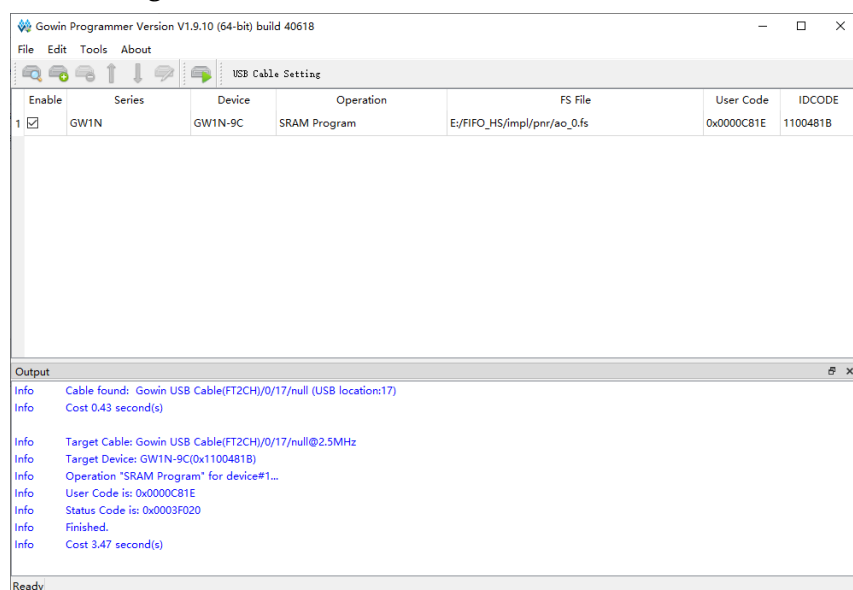 Gowin Programmer Version V1.9.10 (64-bit) build 40618
File Edit Tools About
USB Cable Setting
Enable Series Device Operation FS File User Code IDCODE
1 GW1N GW1N-9C SRAM Program E:/FIFO_HS/impl/pnr/ao_0.fs 0x0000C81E 1100481B
Output
Info Cable found: Gowin USB Cable(FT2CH)/0/17/null (USB location:17)
Info Cost 0.43 second(s)
Info Target Cable: Gowin USB Cable(FT2CH)/0/17/null@2.5MHz
Info Target Device: GW1N-9C(0x1100481B)
Info Operation "SRAM Program" for device#1...
Info User Code is: 0x0000C81E
Info Status Code is: 0x0003F020
Info Finished.
Info Cost 3.47 second(s)
Ready